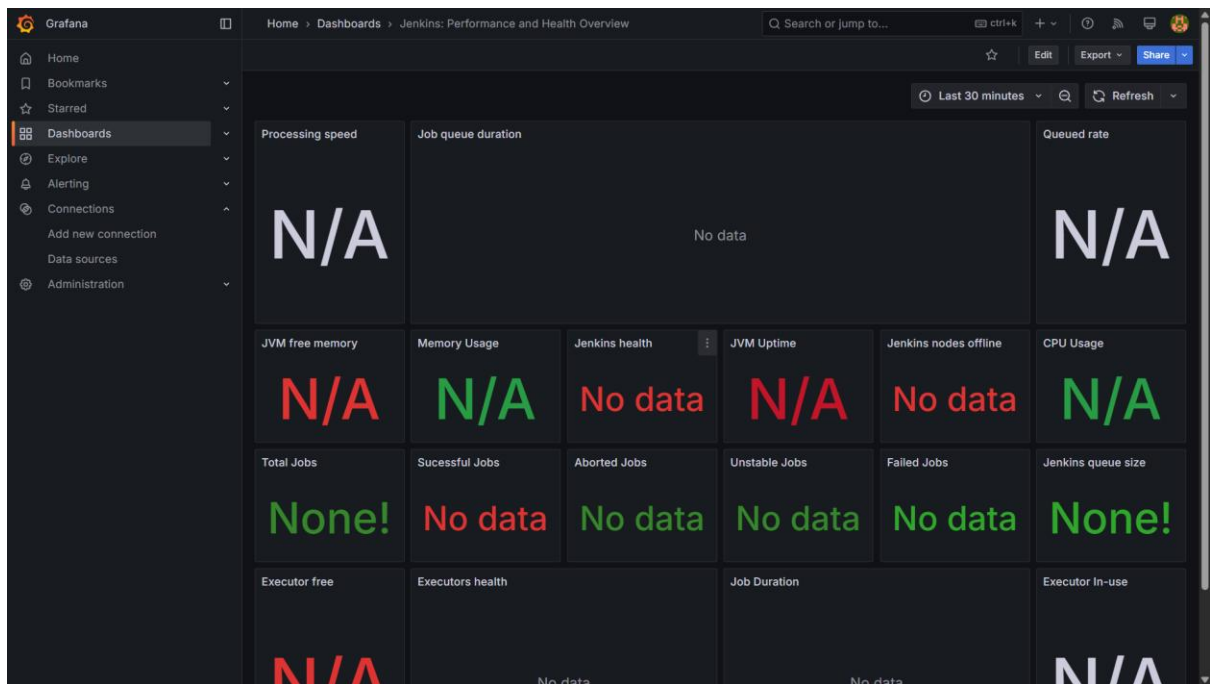 Grafana
Home › Dashboards › Jenkins: Performance and Health Overview
Search or jump to...
ctrl+k
Home
Bookmarks
Starred
Dashboards
Explore
Alerting
Connections
Add new connection
Data sources
Administration
Edit
Export
Share
Last 30 minutes
Refresh
Processing speed
N/A
Job queue duration
No data
Queued rate
N/A
JVM free memory
N/A
Memory Usage
N/A
Jenkins health
No data
JVM Uptime
N/A
Jenkins nodes offline
No data
CPU Usage
N/A
Total Jobs
None!
Sucessful Jobs
No data
Aborted Jobs
No data
Unstable Jobs
No data
Failed Jobs
No data
Jenkins queue size
None!
Executor free
N/A
Executors health
No data
Job Duration
No data
Executor In-use
N/A